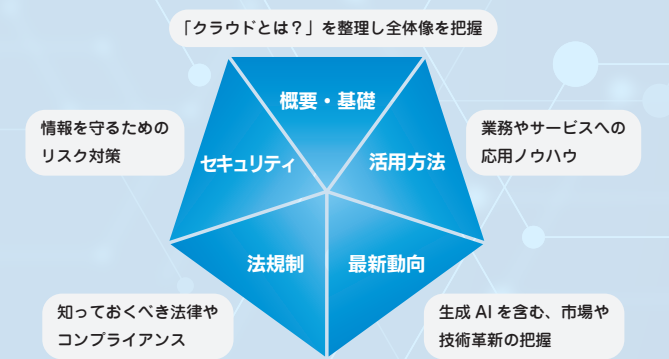 「クラウドとは？」を整理し全体像を把握
概要・基礎
情報を守るための
リスク対策
セキュリティ
活用方法
業務やサービスへの
応用ノウハウ
法規制
最新動向
知っておくべき法律や
コンプライアンス
生成 AI を含む、市場や
技術革新の把握